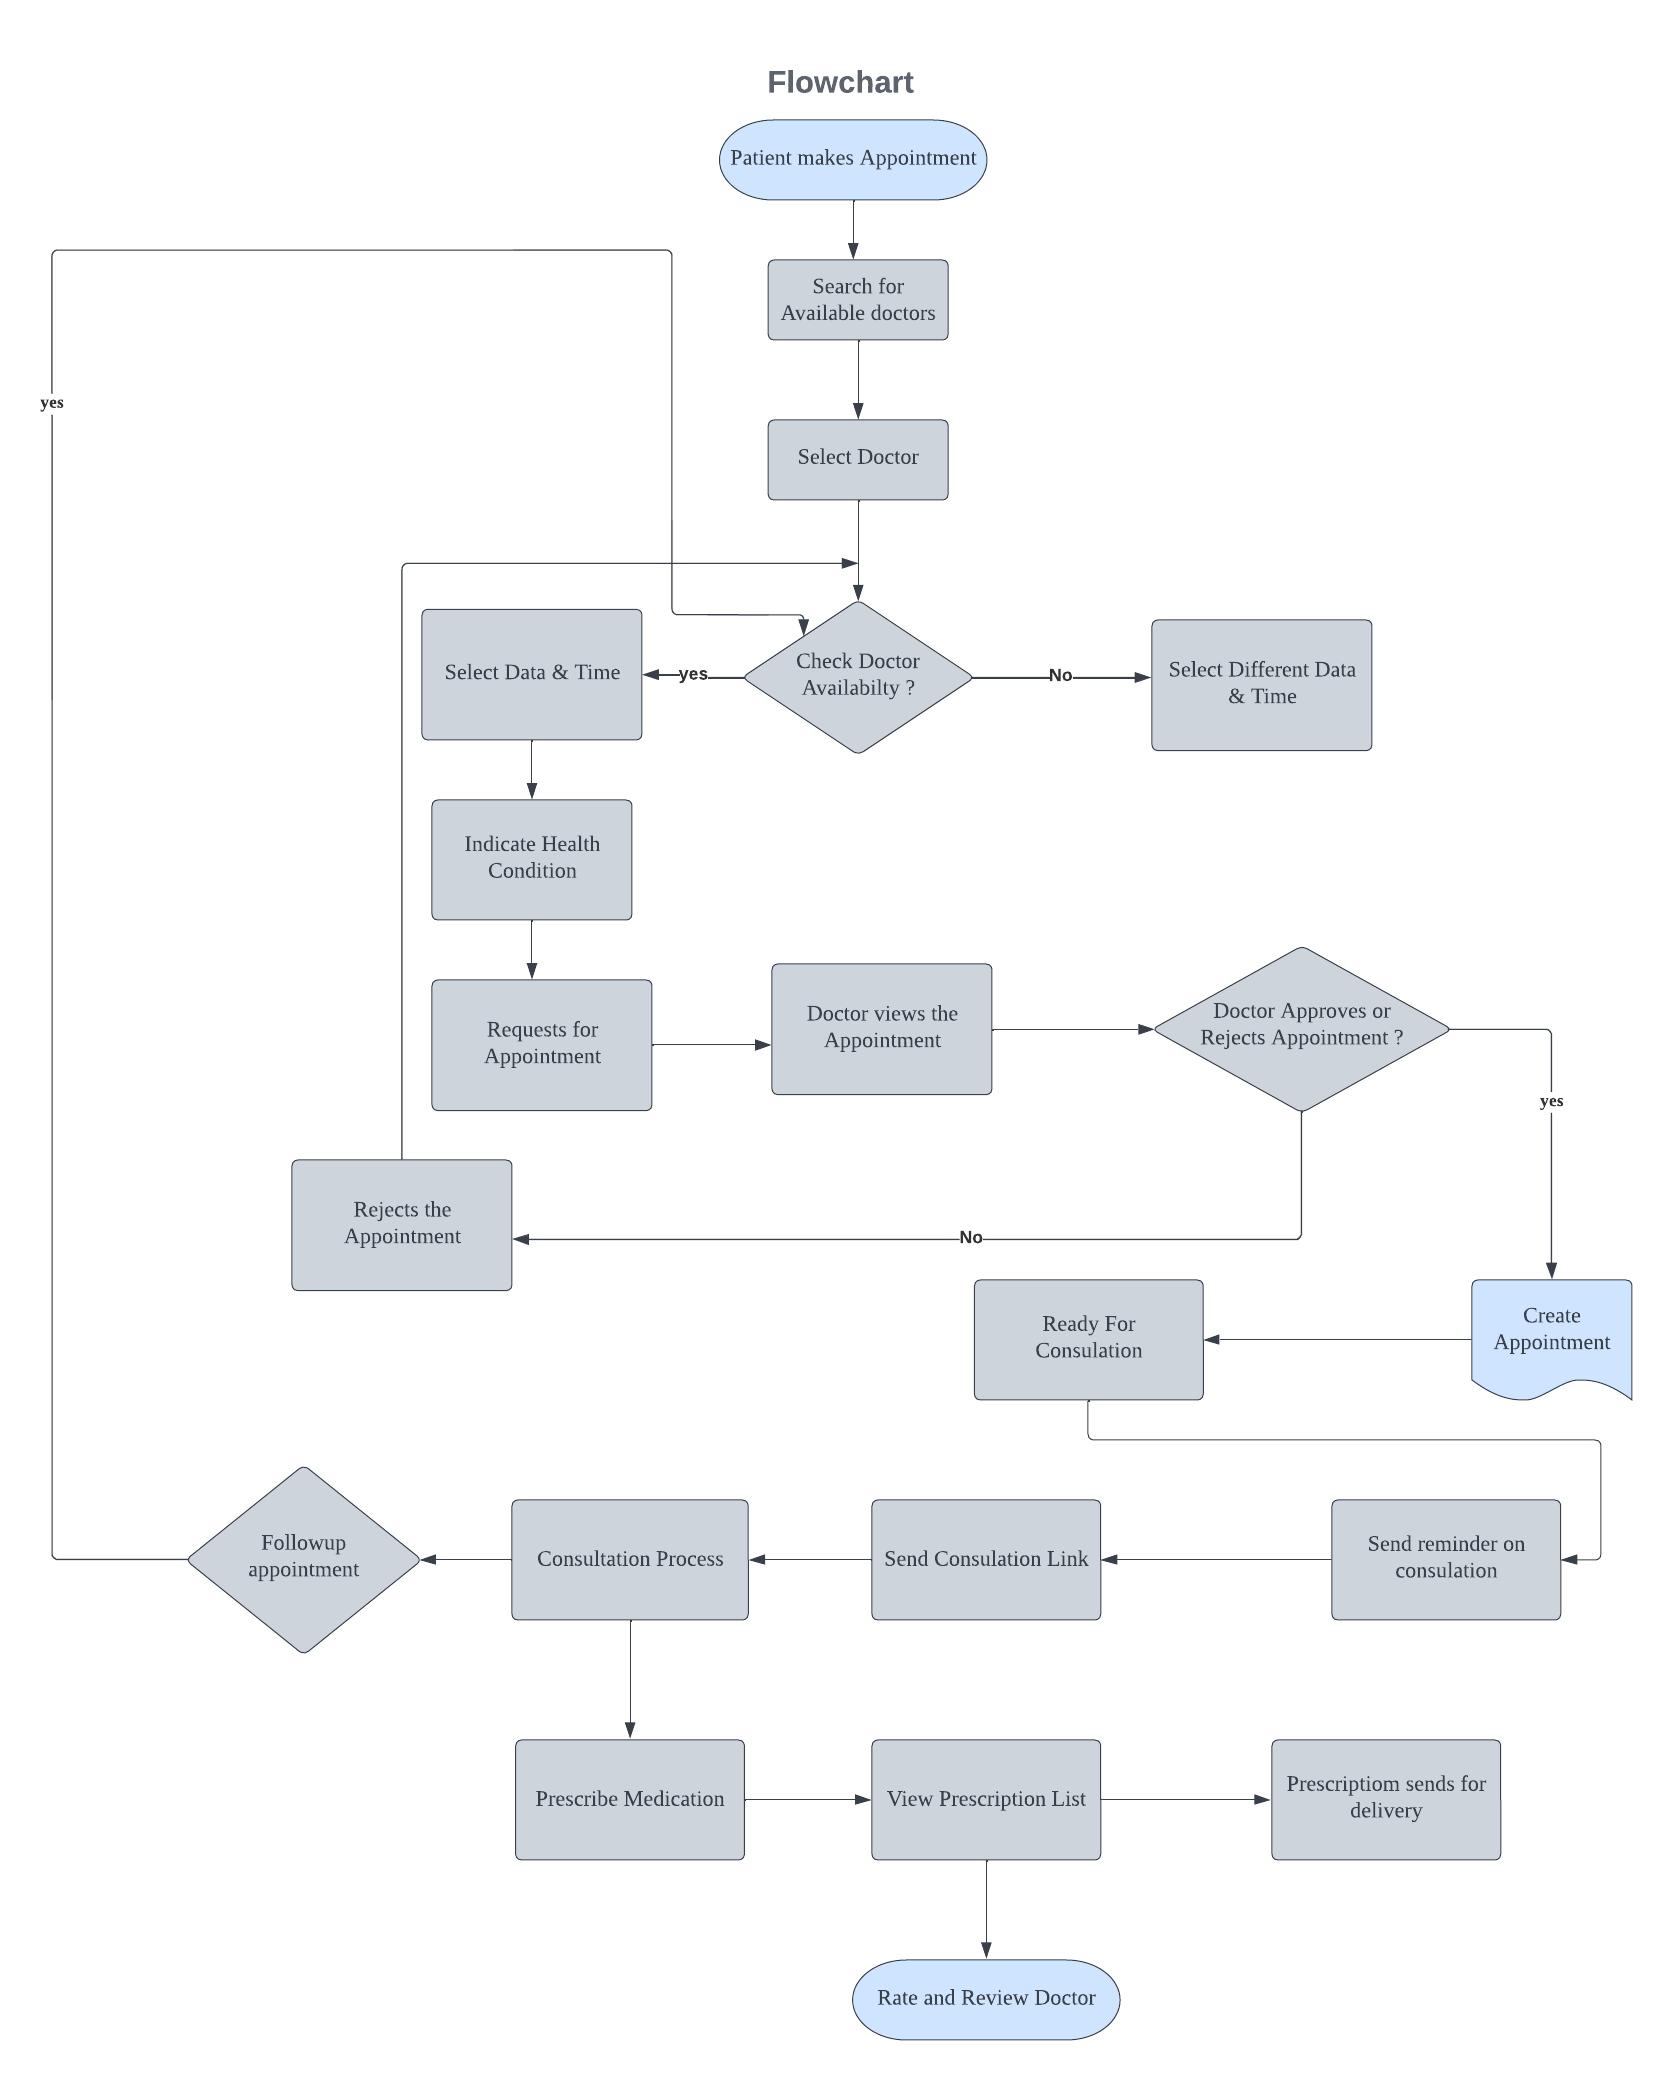 Flowchart
Patient makes Appointment
Search for
Available doctors
yes
Select Doctor
Select Data & Time
yes
Check Doctor
Availabilty ?
No
Select Different Data
& Time
Indicate Health
Condition
Requests for
Appointment
Doctor views the
Appointment
Doctor Approves or
Rejects Appointment ?
yes
Rejects the
Appointment
No
Ready For
Consulation
Create
Appointment
Followup
appointment
Consultation Process
Send Consulation Link
Send reminder on
consulation
Prescribe Medication
View Prescription List
Prescriptiom sends for
delivery
Rate and Review Doctor